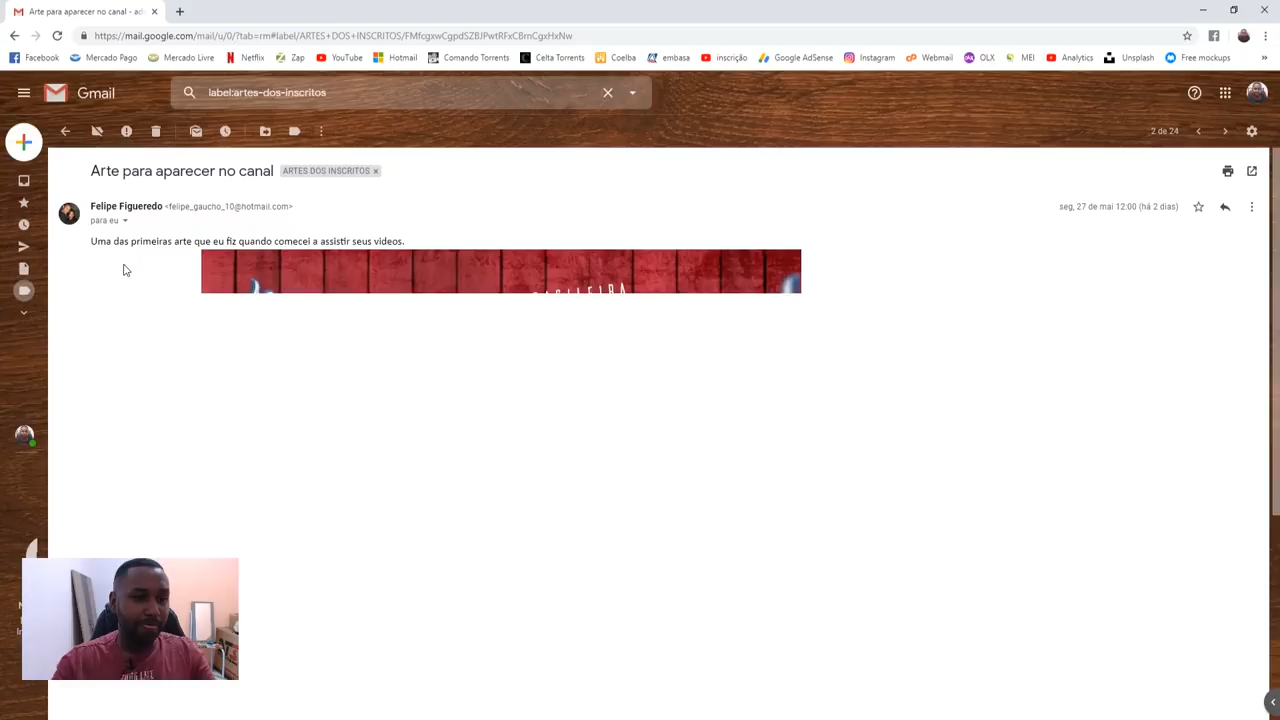 Arte para aparecer no canal - an
https://mail.google.com/mail/u/0/?tab=rm#label/ARTES+DOS+INSCRITOS/FMfcgxwCgpdSZBJPwtRFxCBrnCgxHxNw
Facebook Mercado Pago Mercado Livre Netflix Zap YouTube Hotmail Comando Torrents Celta Torrents Coelba embasa inscrição Google AdSense Instagram Webmail OLX MEI Analytics Unsplash Free mockups
Gmail label:artes-dos-inscritos
2 de 24
Arte para aparecer no canal ARTES DOS INSCRITOS x
Felipe Figueredo <felipe_gaucho_10@hotmail.com> seg, 27 de mai 12:00 (há 2 dias)
para eu
Uma das primeiras arte que eu fiz quando comecei a assistir seus videos.